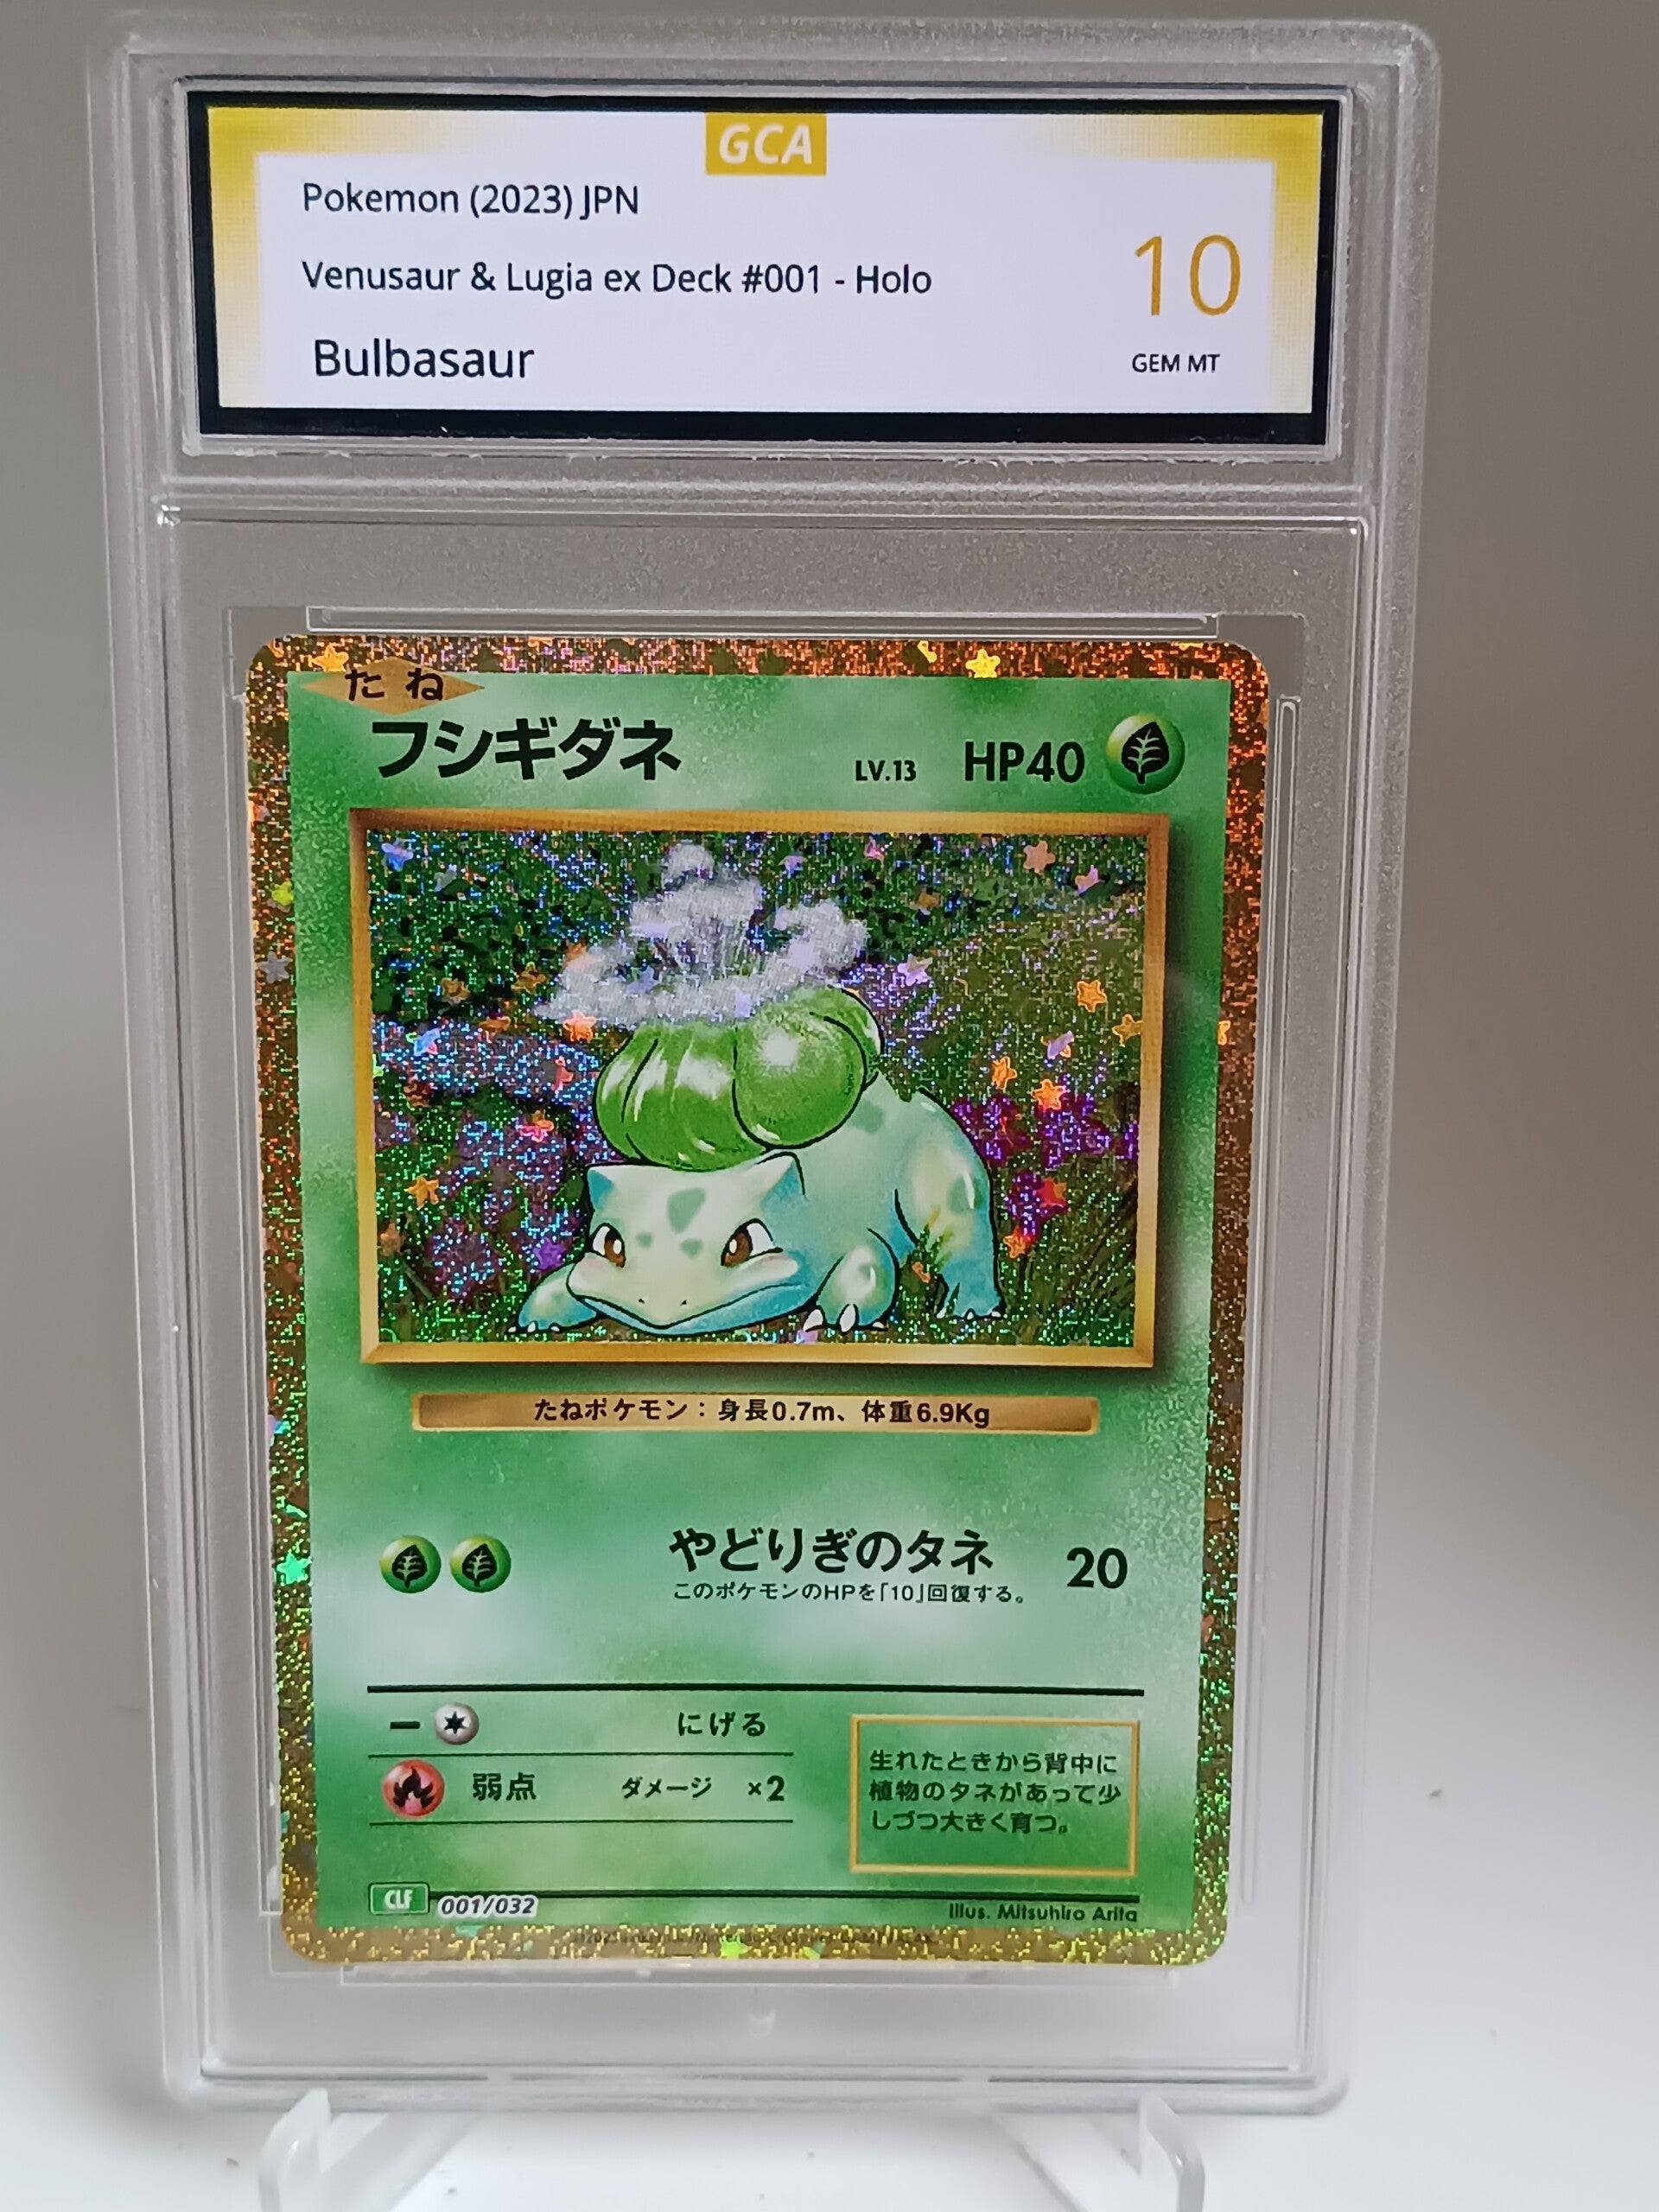 GCA
Pokemon (2023) JPN
Venusaur & Lugia ex Deck #001 - Holo
10
Bulbasaur
GEM MT
たね
フシギダネ LV.13 HP40
たねポケモン：身長0.7m、体重6.9Kg
やどりぎのタネ 20
このポケモンのHPを「10」回復する。
にげる
弱点 ダメージ ×2
生れたときから背中に
植物のタネがあって少
しづつ大きく育つ。
CLF 001/032
Illus. Mitsuhiro Arita